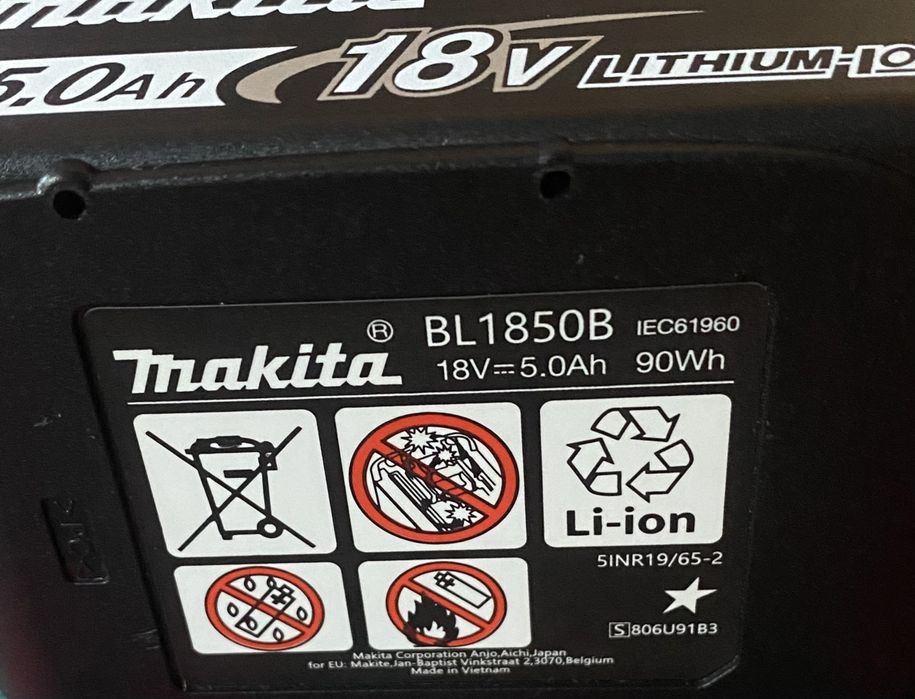 makita
5.0Ah 18V LITHIUM-IO
makita ® BL1850B IEC61960
18V⎓5.0Ah 90Wh
Li-ion
5INR19/65-2
S806U91B3
Makita Corporation Anjo,Aichi,Japan
for EU: Makite,Jan-Baptist Vinkstraat 2,3070,Belgium
Made in Vietnam